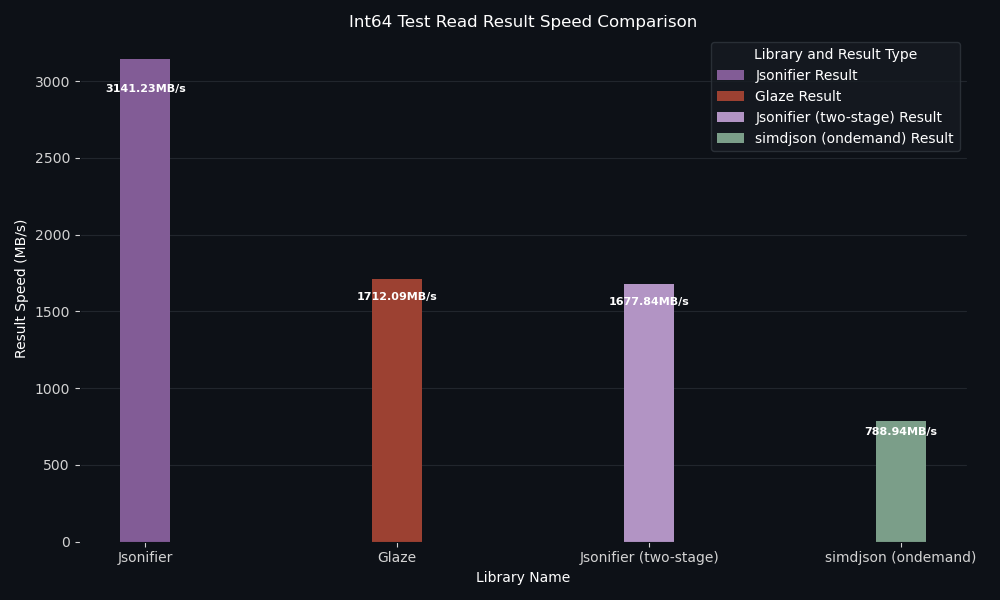 Int64 Test Read Result Speed Comparison
Library and Result Type
Jsonifier Result
Glaze Result
Jsonifier (two-stage) Result
simdjson (ondemand) Result
Result Speed (MB/s)
3000
2500
2000
1500
1000
500
0
3141.23MB/s
1712.09MB/s
1677.84MB/s
788.94MB/s
Jsonifier
Glaze
Jsonifier (two-stage)
simdjson (ondemand)
Library Name